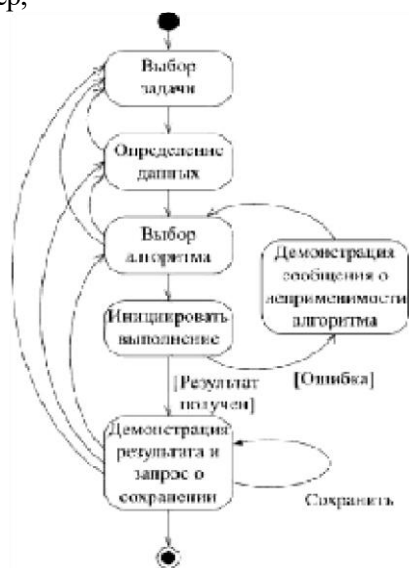 ер,
Выбор
задачи
Определение
данных
Выбор
алгоритма
Демонстрация
сообщения о
неприменимости
алгоритма
Инициировать
выполнение
[Результат
получен]
[Ошибка]
Демонстрация
результата и
запрос о
сохранении
Сохранить